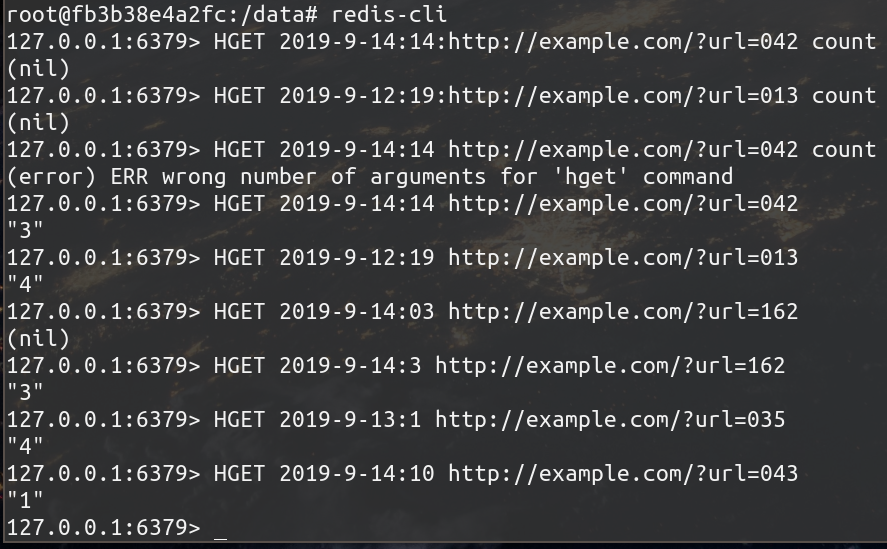 root@fb3b38e4a2fc:/data# redis-cli
127.0.0.1:6379> HGET 2019-9-14:14:http://example.com/?url=042 count
(nil)
127.0.0.1:6379> HGET 2019-9-12:19:http://example.com/?url=013 count
(nil)
127.0.0.1:6379> HGET 2019-9-14:14 http://example.com/?url=042 count
(error) ERR wrong number of arguments for 'hget' command
127.0.0.1:6379> HGET 2019-9-14:14 http://example.com/?url=042
"3"
127.0.0.1:6379> HGET 2019-9-12:19 http://example.com/?url=013
"4"
127.0.0.1:6379> HGET 2019-9-14:03 http://example.com/?url=162
(nil)
127.0.0.1:6379> HGET 2019-9-14:3 http://example.com/?url=162
"3"
127.0.0.1:6379> HGET 2019-9-13:1 http://example.com/?url=035
"4"
127.0.0.1:6379> HGET 2019-9-14:10 http://example.com/?url=043
"1"
127.0.0.1:6379> _